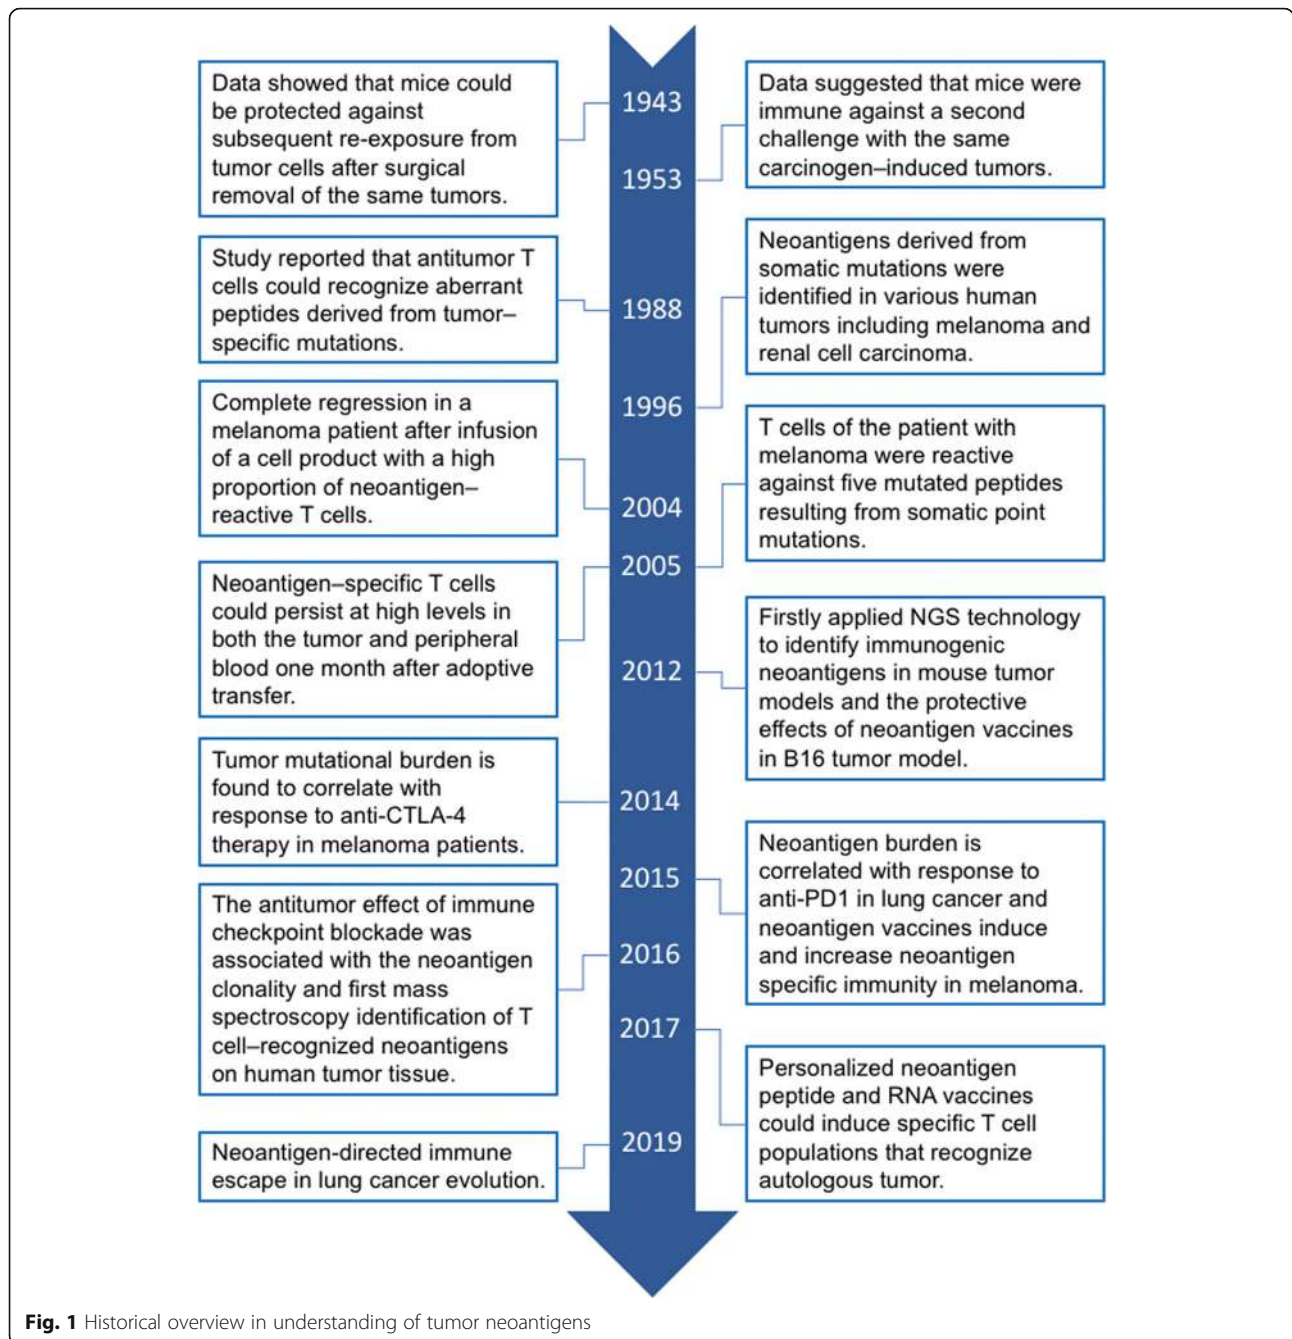 1943
Data showed that mice could
be protected against
subsequent re-exposure from
tumor cells after surgical
removal of the same tumors.
1953
Data suggested that mice were
immune against a second
challenge with the same
carcinogen–induced tumors.
1988
Study reported that antitumor T
cells could recognize aberrant
peptides derived from tumor–
specific mutations.
1996
Neoantigens derived from
somatic mutations were
identified in various human
tumors including melanoma and
renal cell carcinoma.
2004
Complete regression in a
melanoma patient after infusion
of a cell product with a high
proportion of neoantigen–
reactive T cells.
2005
T cells of the patient with
melanoma were reactive
against five mutated peptides
resulting from somatic point
mutations.
Neoantigen–specific T cells
could persist at high levels in
both the tumor and peripheral
blood one month after adoptive
transfer.
2012
Firstly applied NGS technology
to identify immunogenic
neoantigens in mouse tumor
models and the protective
effects of neoantigen vaccines
in B16 tumor model.
2014
Tumor mutational burden is
found to correlate with
response to anti-CTLA-4
therapy in melanoma patients.
2015
Neoantigen burden is
correlated with response to
anti-PD1 in lung cancer and
neoantigen vaccines induce
and increase neoantigen
specific immunity in melanoma.
2016
The antitumor effect of immune
checkpoint blockade was
associated with the neoantigen
clonality and first mass
spectroscopy identification of T
cell–recognized neoantigens
on human tumor tissue.
2017
Personalized neoantigen
peptide and RNA vaccines
could induce specific T cell
populations that recognize
autologous tumor.
2019
Neoantigen-directed immune
escape in lung cancer evolution.
Fig. 1 Historical overview in understanding of tumor neoantigens